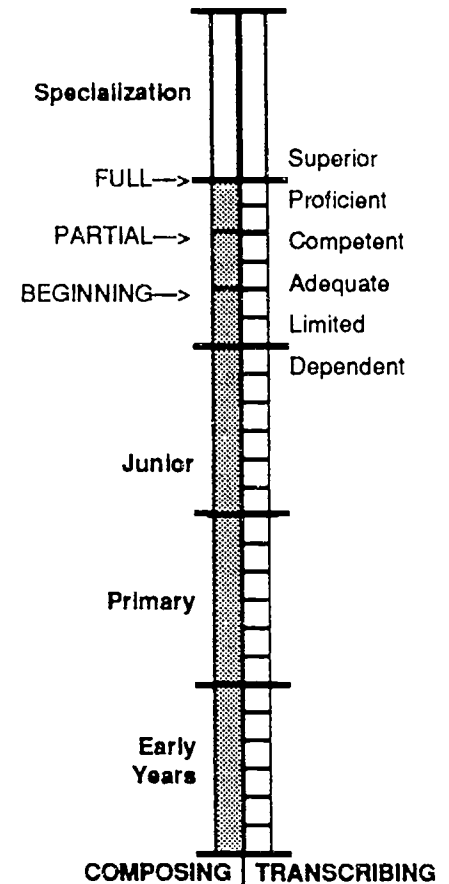 Specialization
Superior
FULL—>
Proficient
PARTIAL—>
Competent
BEGINNING—>
Adequate
Limited
Dependent
Junior
Primary
Early
Years
COMPOSING
TRANSCRIBING